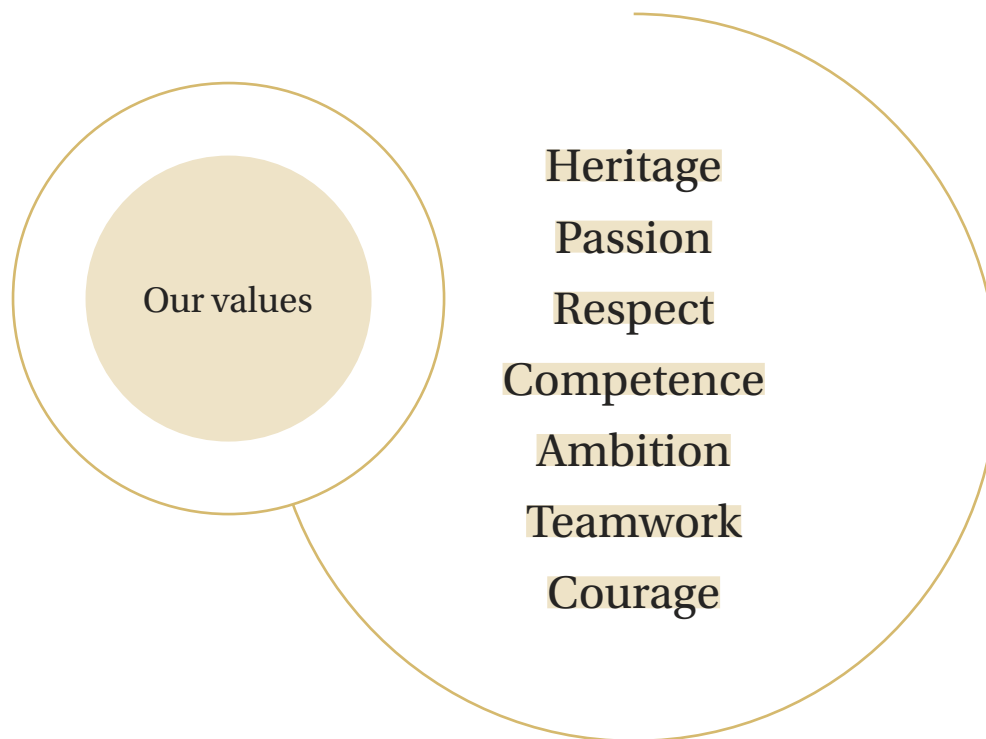 Our values
Heritage
Passion
Respect
Competence
Ambition
Teamwork
Courage